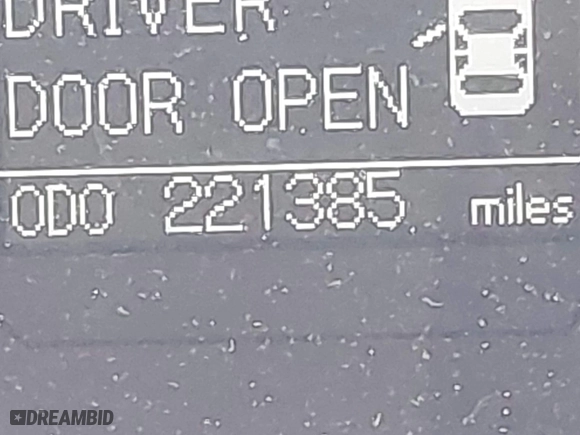 DRIVER
DOOR OPEN
ODO 221385 miles
DREAMBID